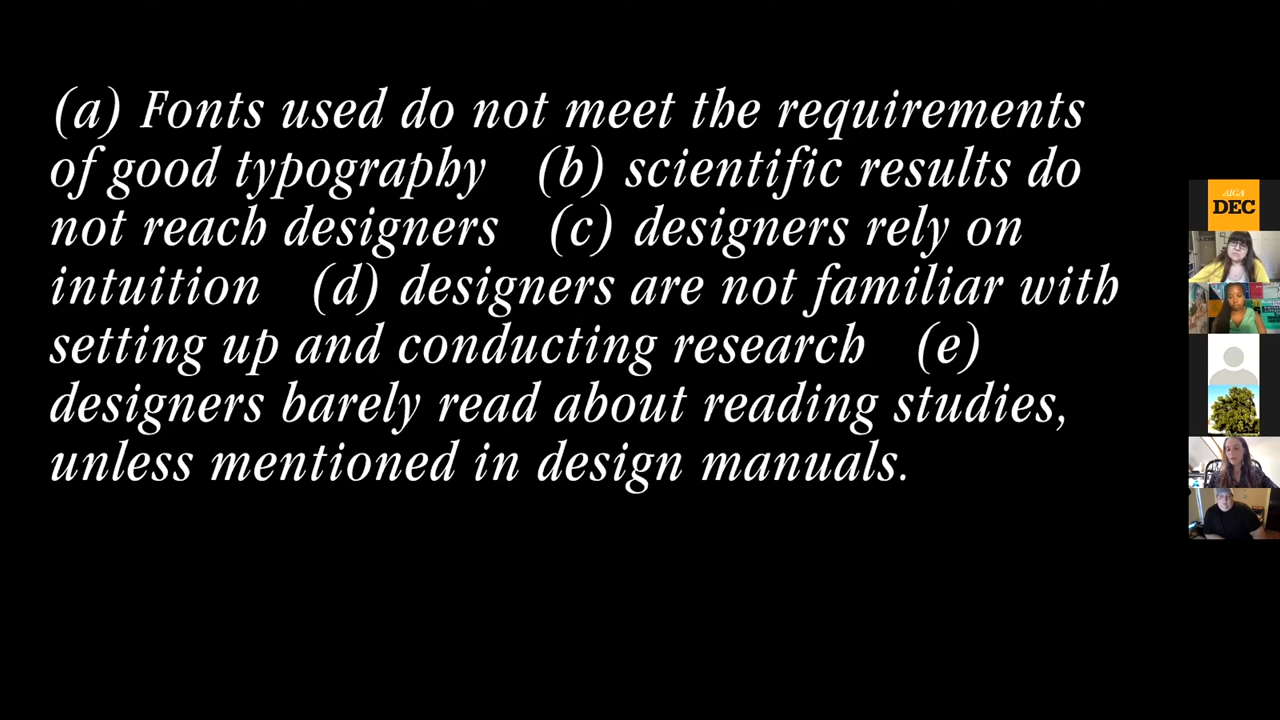 (a) Fonts used do not meet the requirements
of good typography (b) scientific results do
not reach designers (c) designers rely on
intuition (d) designers are not familiar with
setting up and conducting research (e)
designers barely read about reading studies,
unless mentioned in design manuals.
AIGA
DEC